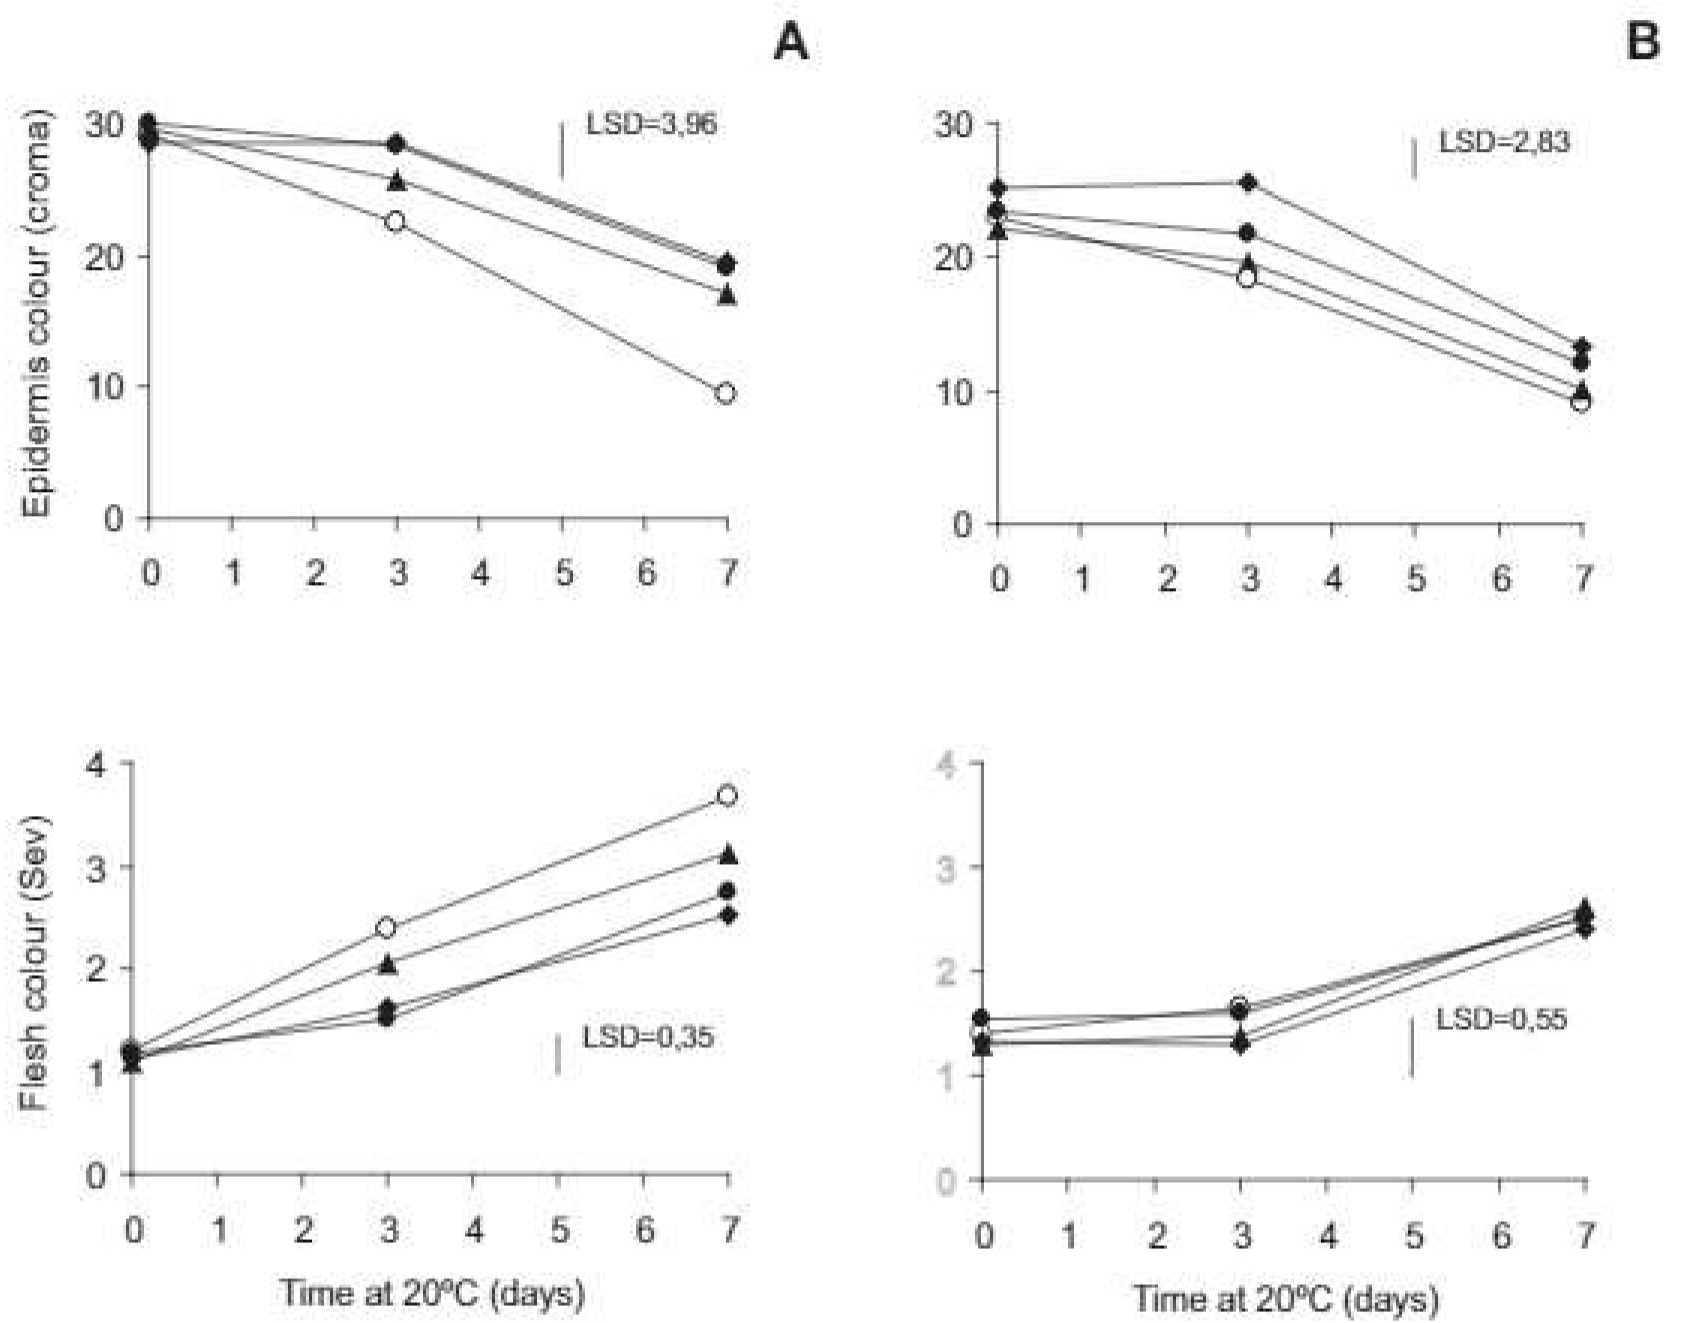 A
B
Epidermis colour (croma)
30
20
10
0
LSD=3,96
0 1 2 3 4 5 6 7
30
20
10
0
LSD=2,83
0 1 2 3 4 5 6 7
Flesh colour (Sev)
4
3
2
1
0
LSD=0,35
0 1 2 3 4 5 6 7
Time at 20ºC (days)
4
3
2
1
0
LSD=0,55
0 1 2 3 4 5 6 7
Time at 20ºC (days)